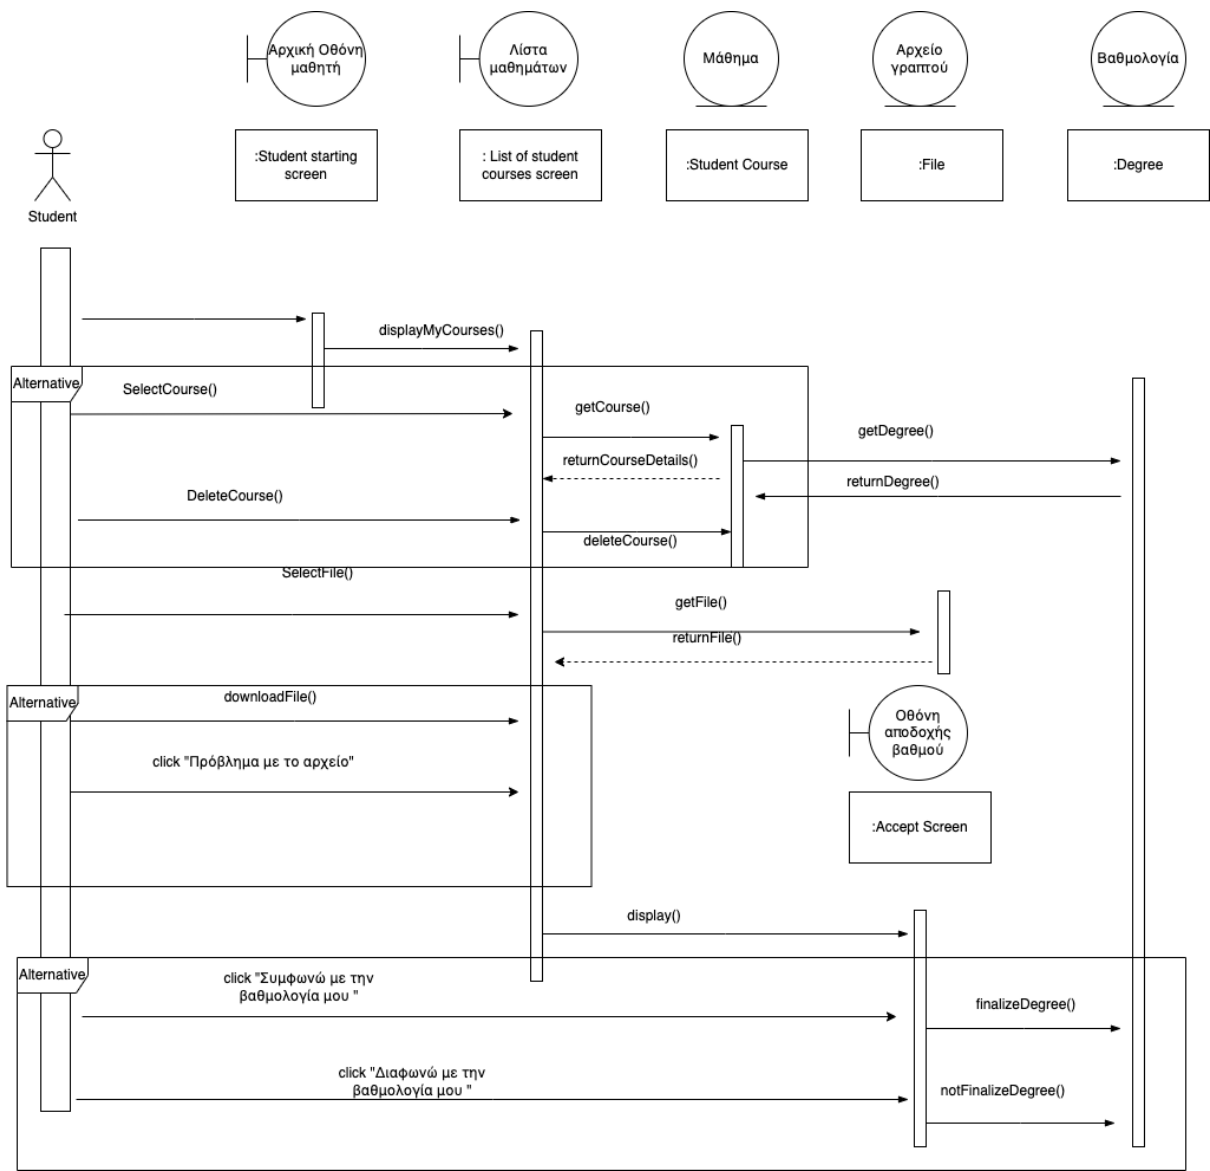 Αρχική Οθόνη
μαθητή
Λίστα
μαθημάτων
Μάθημα
Αρχείο
γραπτού
Βαθμολογία
:Student starting
screen
: List of student
courses screen
:Student Course
:File
:Degree
Student
displayMyCourses()
Alternative
SelectCourse()
getCourse()
getDegree()
returnCourseDetails()
returnDegree()
DeleteCourse()
deleteCourse()
SelectFile()
getFile()
returnFile()
Alternative
downloadFile()
click "Πρόβλημα με το αρχείο"
Οθόνη
αποδοχής
βαθμού
:Accept Screen
display()
Alternative
click "Συμφωνώ με την
βαθμολογία μου "
finalizeDegree()
click "Διαφωνώ με την
βαθμολογία μου "
notFinalizeDegree()